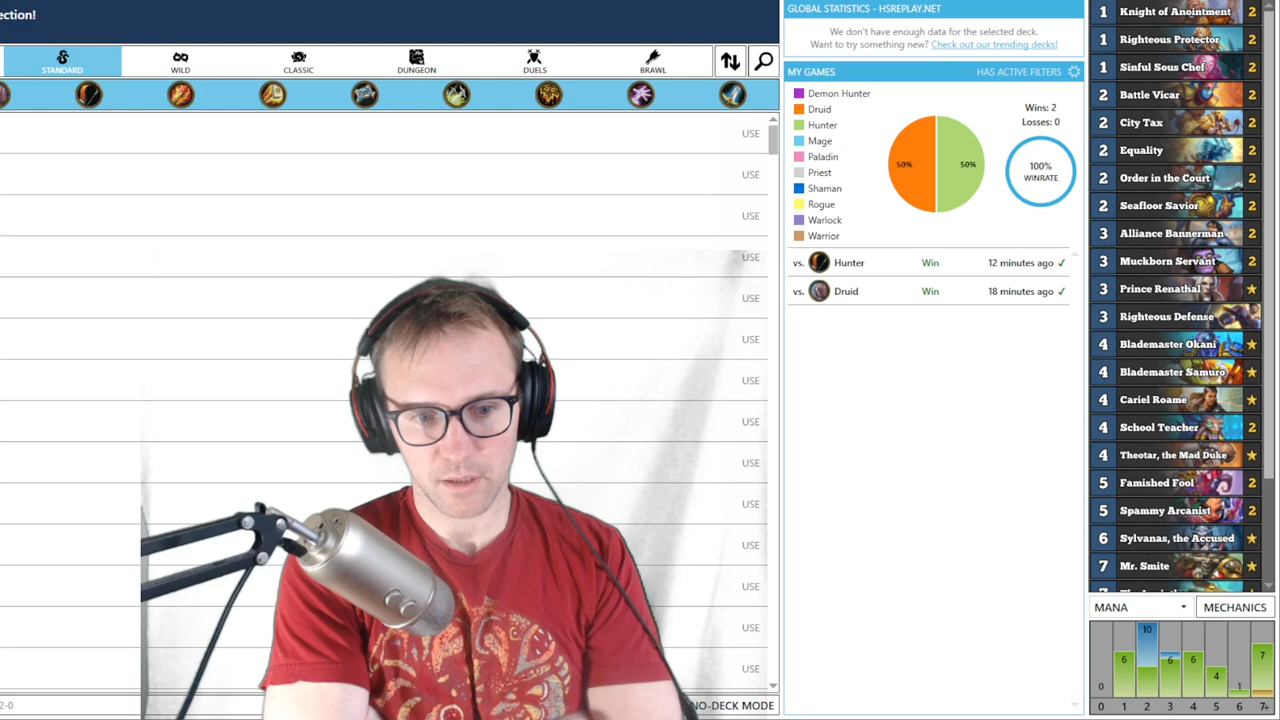 ection!
STANDARD
WILD
CLASSIC
DUNGEON
DUELS
BRAWL
USE
USE
USE
USE
USE
USE
USE
USE
USE
USE
USE
USE
USE
USE
2-0
NO-DECK MODE
GLOBAL STATISTICS - HSREPLAY.NET
We don't have enough data for the selected deck.
Want to try something new? Check out our trending decks!
MY GAMES
HAS ACTIVE FILTERS
Demon Hunter
Druid
Hunter
Mage
Paladin
Priest
Shaman
Rogue
Warlock
Warrior
50%
50%
Wins: 2
Losses: 0
100%
WINRATE
vs. Hunter Win 12 minutes ago ✓
vs. Druid Win 18 minutes ago ✓
1 Knight of Anointment 2
1 Righteous Protector 2
1 Sinful Sous Chef 2
2 Battle Vicar 2
2 City Tax 2
2 Equality 2
2 Order in the Court 2
2 Seafloor Savior 2
3 Alliance Bannerman 2
3 Muckborn Servant 2
3 Prince Renathal ★
3 Righteous Defense
4 Blademaster Okani ★
4 Blademaster Samuro ★
4 Cariel Roame ★
4 School Teacher 2
4 Theotar, the Mad Duke ★
5 Famished Fool 2
5 Spammy Arcanist 2
6 Sylvanas, the Accused ★
7 Mr. Smite ★
MANA
MECHANICS
0 6 10 6 6 4 1 7
0 1 2 3 4 5 6 7+